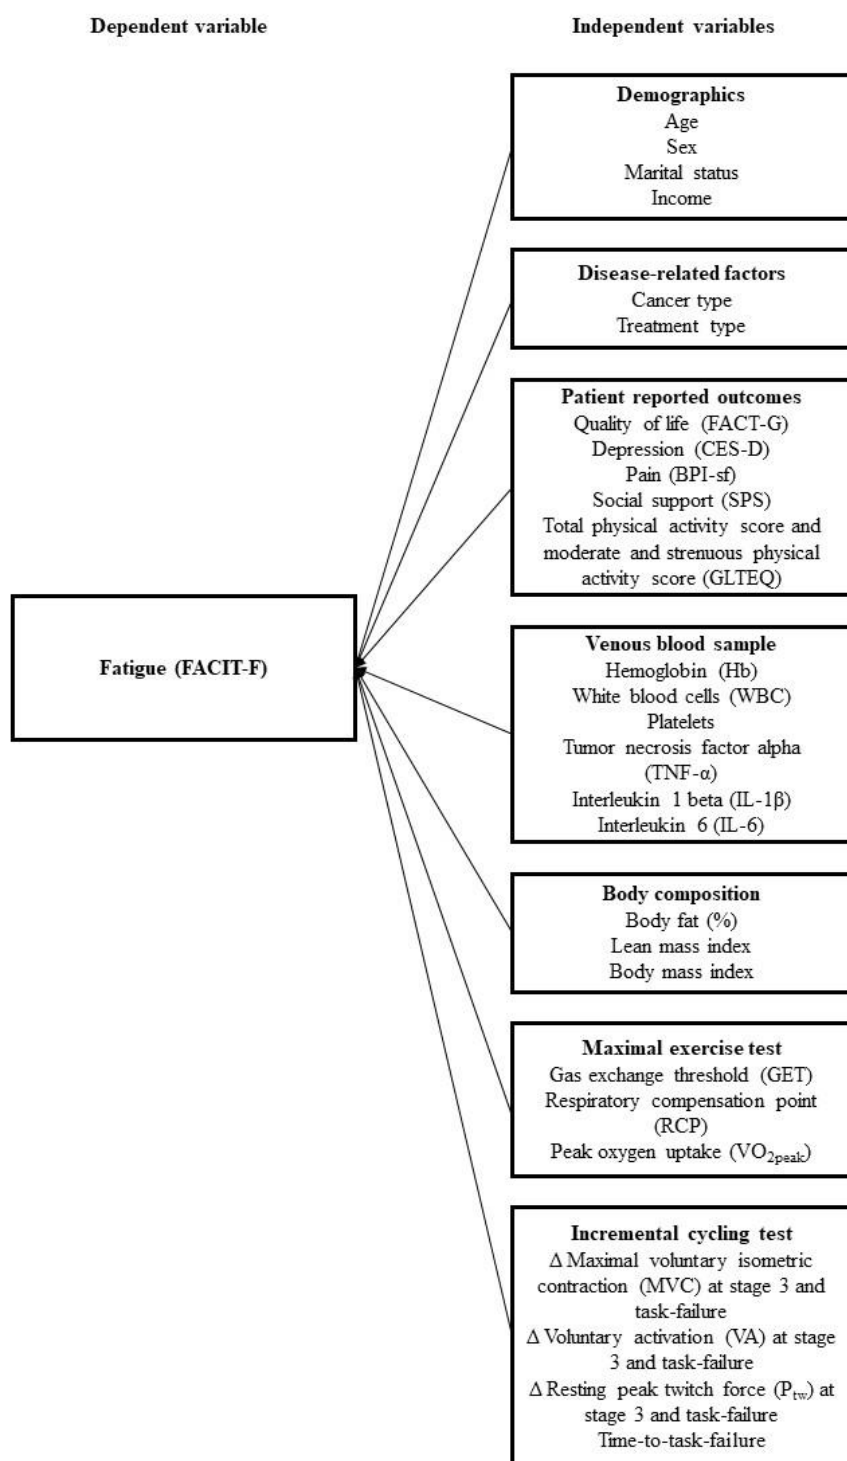 Dependent variable
Independent variables
Demographics
Age
Sex
Marital status
Income
Disease-related factors
Cancer type
Treatment type
Patient reported outcomes
Quality of life (FACT-G)
Depression (CES-D)
Pain (BPI-sf)
Social support (SPS)
Total physical activity score and
moderate and strenuous physical
activity score (GLTEQ)
Fatigue (FACIT-F)
Venous blood sample
Hemoglobin (Hb)
White blood cells (WBC)
Platelets
Tumor necrosis factor alpha
(TNF-α)
Interleukin 1 beta (IL-1β)
Interleukin 6 (IL-6)
Body composition
Body fat (%)
Lean mass index
Body mass index
Maximal exercise test
Gas exchange threshold (GET)
Respiratory compensation point
(RCP)
Peak oxygen uptake (VO2peak)
Incremental cycling test
Δ Maximal voluntary isometric
contraction (MVC) at stage 3 and
task-failure
Δ Voluntary activation (VA) at stage
3 and task-failure
Δ Resting peak twitch force (Ptw) at
stage 3 and task-failure
Time-to-task-failure